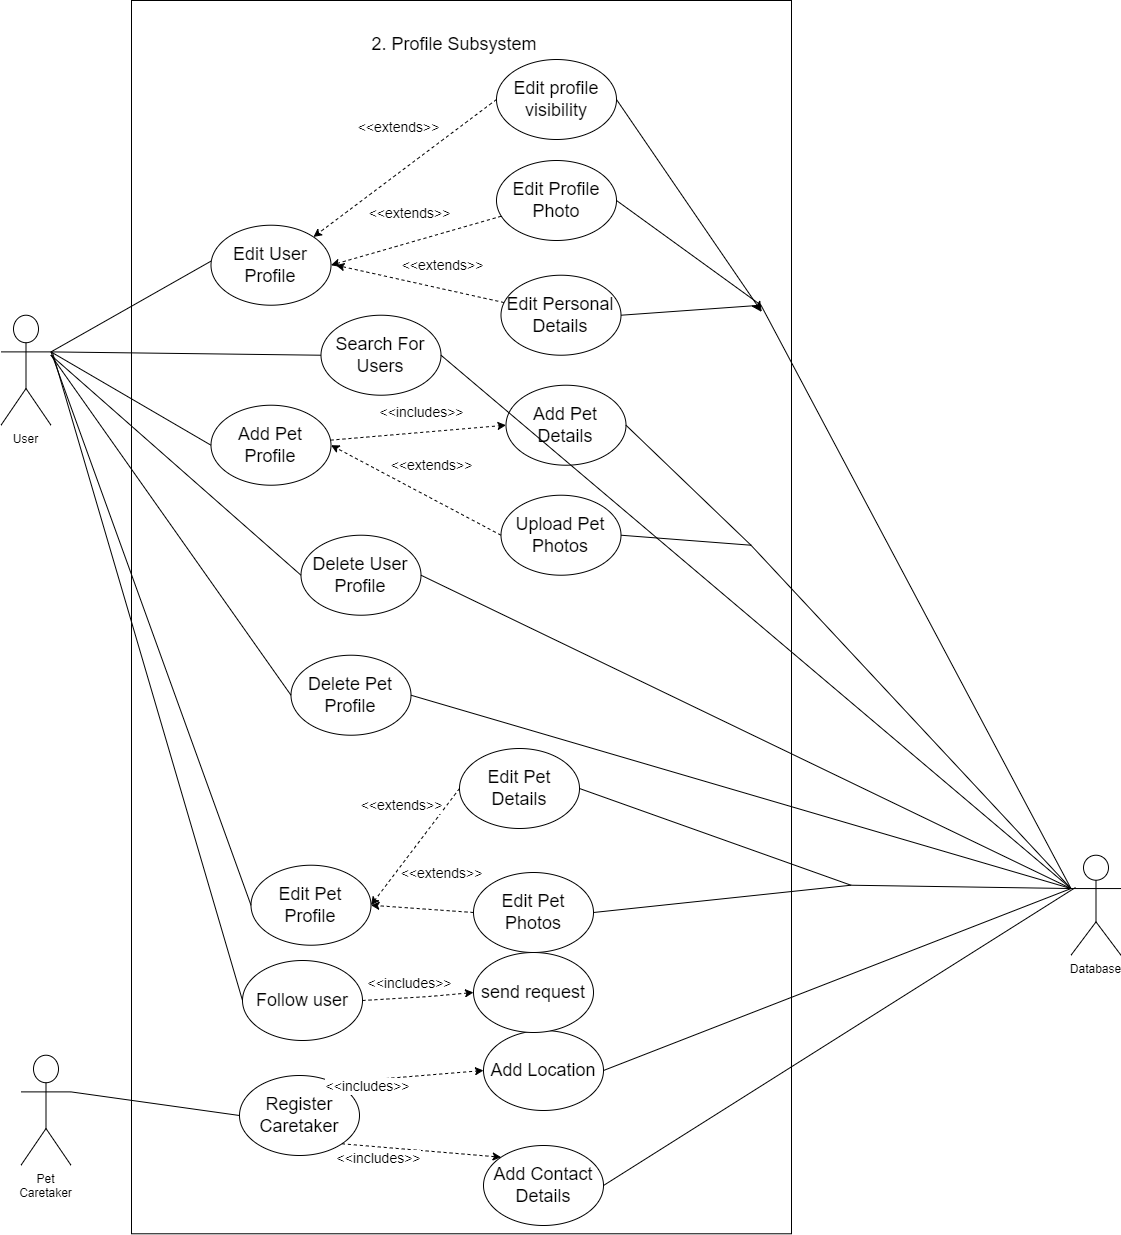 2. Profile Subsystem
Edit profile
visibility
<<extends>>
Edit Profile
Photo
<<extends>>
Edit User
Profile
<<extends>>
Edit Personal
Details
Search For
Users
User
<<includes>>
Add Pet
Details
Add Pet
Profile
<<extends>>
Upload Pet
Photos
Delete User
Profile
Delete Pet
Profile
Edit Pet
Details
<<extends>>
<<extends>>
Edit Pet
Profile
Edit Pet
Photos
Database
<<includes>>
Follow user
send request
Add Location
<<includes>>
Register
Caretaker
<<includes>>
Add Contact
Details
Pet
Caretaker